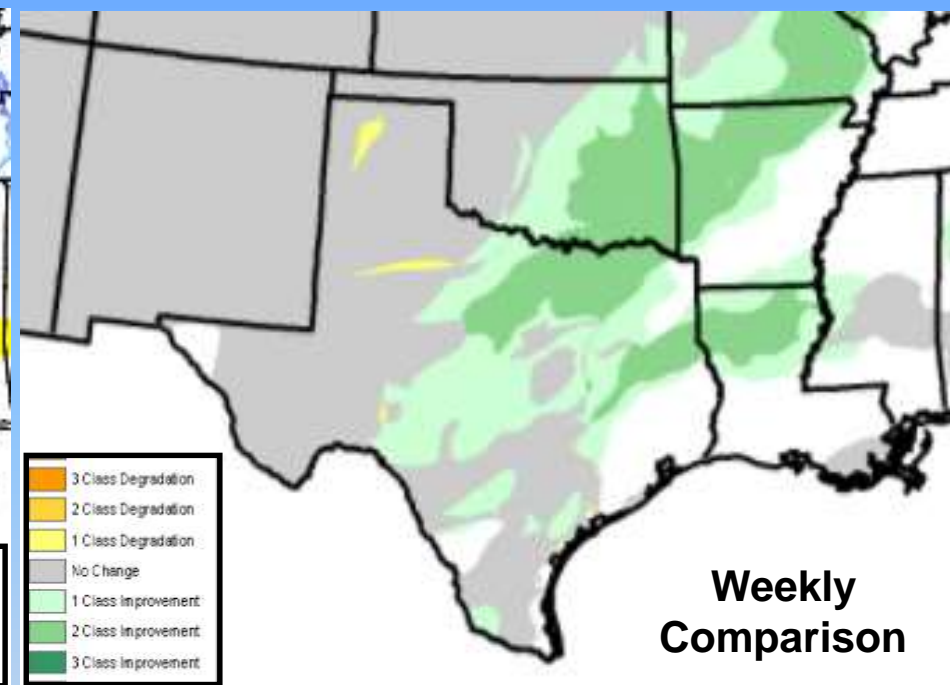 3 Class Degradation
2 Class Degradation
1 Class Degradation
No Change
1 Class Improvement
2 Class Improvement
3 Class Improvement
Weekly
Comparison